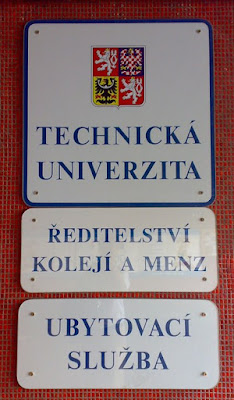 TECHNICKÁ
UNIVERZITA
ŘEDITELSTVÍ
KOLEJÍ A MENZ
UBYTOVACÍ
SLUŽBA